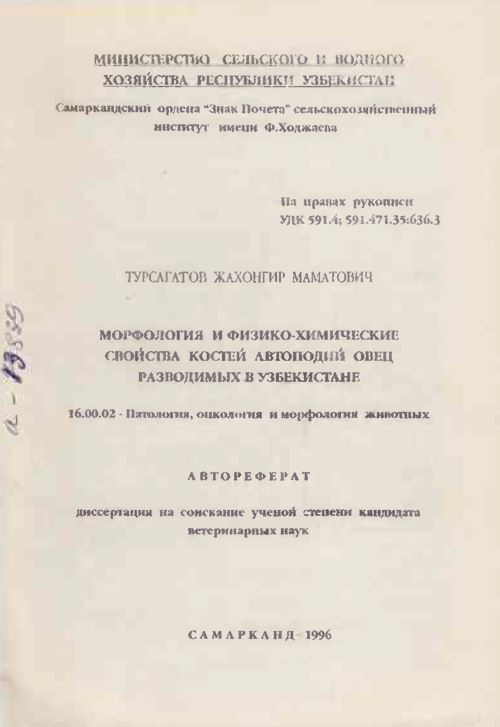 МИНИСТЕРСТВО СЕЛЬСКОГО И ВОДНОГО
ХОЗЯЙСТВА РЕСПУБЛИКИ УЗБЕКИСТАН
Самаркандский ордена "Знак Почета" сельскохозяйственный
институт имени Ф.Ходжаева
На правах рукописи
УДК 591.4; 591.471.35:636.3
ТУРСАГАТОВ ЖАХОНГИР МАМАТОВИЧ
МОРФОЛОГИЯ И ФИЗИКО-ХИМИЧЕСКИЕ
СВОЙСТВА КОСТЕЙ АВТОПОДИЙ ОВЕЦ
РАЗВОДИМЫХ В УЗБЕКИСТАНЕ
16.00.02 - Патология, онкология и морфология животных
АВТОРЕФЕРАТ
диссертация на соискание ученой степени кандидата
ветеринарных наук
САМАРКАНД-1996